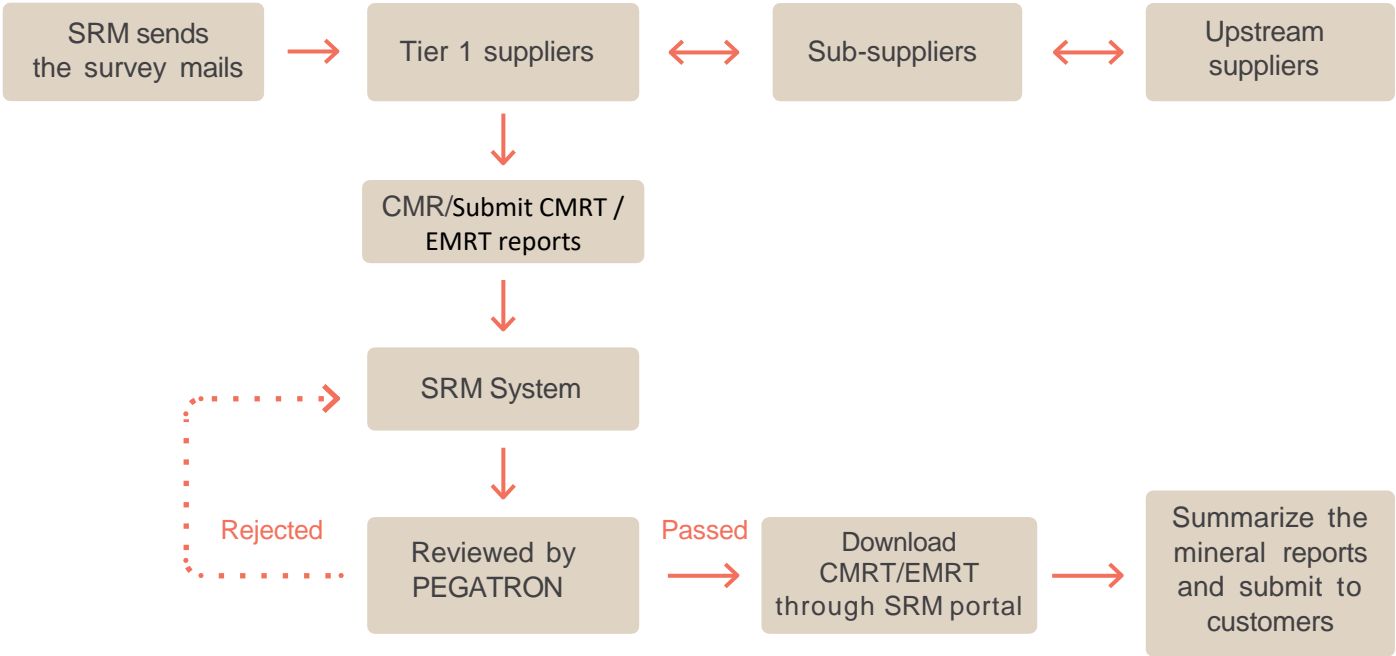 SRM sends
the survey mails
Tier 1 suppliers
Sub-suppliers
Upstream
suppliers
CMR/Submit CMRT /
EMRT reports
SRM System
Rejected
Reviewed by
PEGATRON
Passed
Download
CMRT/EMRT
through SRM portal
Summarize the
mineral reports
and submit to
customers